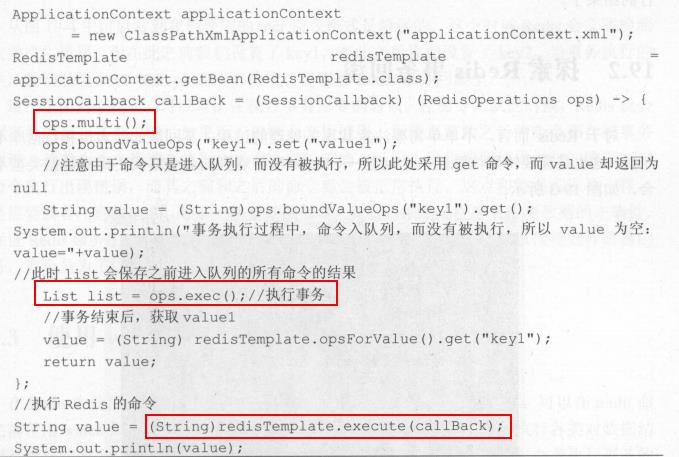 ApplicationContext applicationContext
= new ClassPathXmlApplicationContext("applicationContext.xml");
RedisTemplate redisTemplate =
applicationContext.getBean(RedisTemplate.class);
SessionCallback callBack = (SessionCallback) (RedisOperations ops) -> {
ops.multi();
ops.boundValueOps("key1").set("value1");
//注意由于命令只是进入队列，而没有被执行，所以此处采用 get 命令，而 value 却返回为
null
String value = (String)ops.boundValueOps("key1").get();
System.out.println("事务执行过程中，命令入队列，而没有被执行，所以 value 为空：
value="+value);
//此时 list 会保存之前进入队列的所有命令的结果
List list = ops.exec();//执行事务
//事务结束后，获取 value1
value = (String) redisTemplate.opsForValue().get("key1");
return value;
};
//执行 Redis 的命令
String value = (String)redisTemplate.execute(callBack);
System.out.println(value);